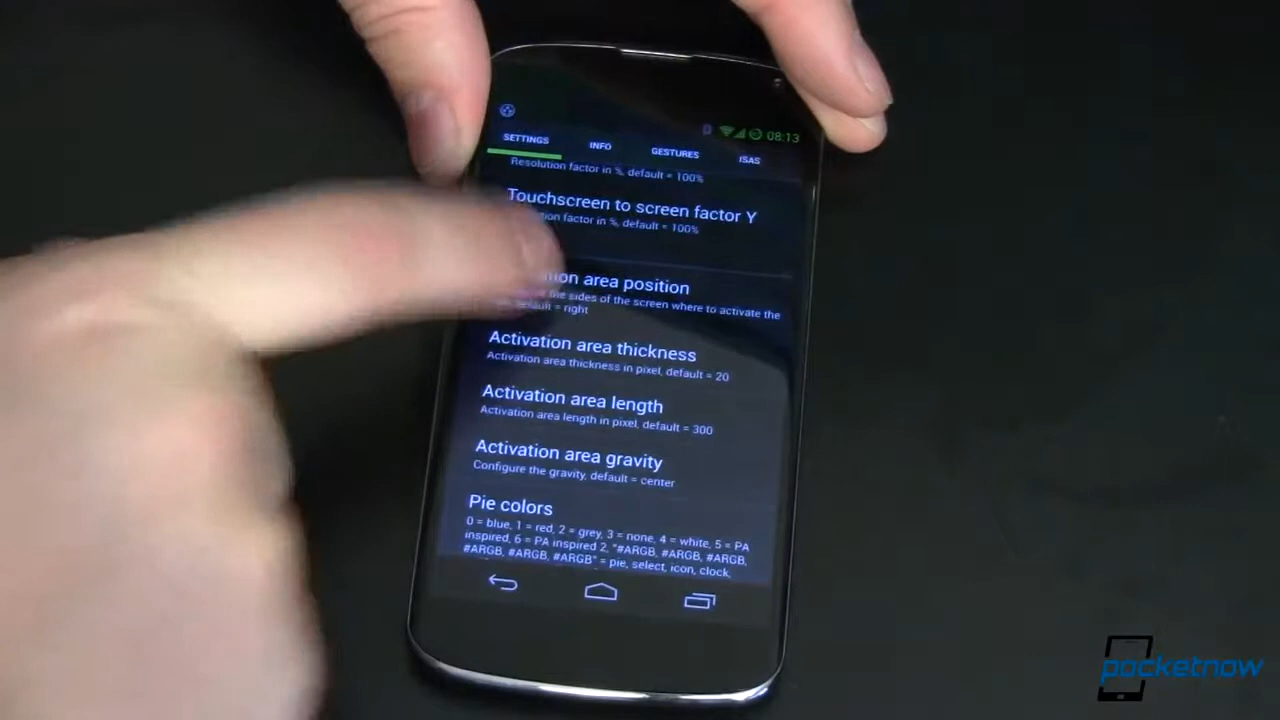 08:13
SETTINGS INFO GESTURES ISAS
Resolution factor in %, default = 100%
Touchscreen to screen factor Y
factor in %, default = 100%
area position
the sides of the screen where to activate the
default = right
Activation area thickness
Activation area thickness in pixel, default = 20
Activation area length
Activation area length in pixel, default = 300
Activation area gravity
Configure the gravity, default = center
Pie colors
0 = blue, 1 = red, 2 = grey, 3 = none, 4 = white, 5 = PA
inspired, 6 = PA inspired 2, "#ARGB, #ARGB, #ARGB,
#ARGB, #ARGB, #ARGB" = pie, select, icon, clock,
pocketnow